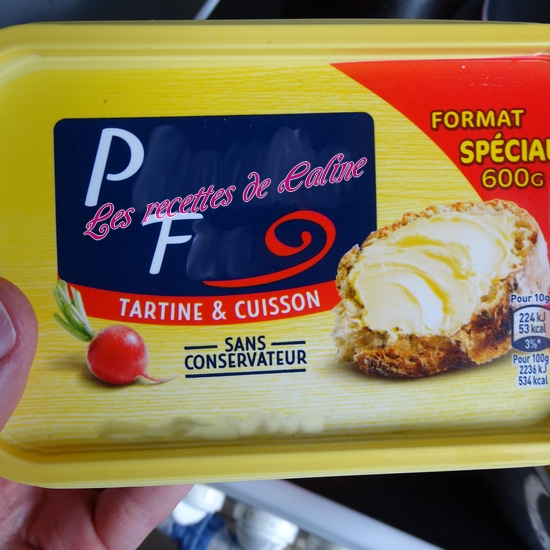 FORMAT
SPÉCIAL
600G
P
Les recettes de Caline
F
TARTINE & CUISSON
SANS
CONSERVATEUR
Pour 10g
224 kJ
53 kcal
3%*
Pour 100g
2236 kJ
534 kcal